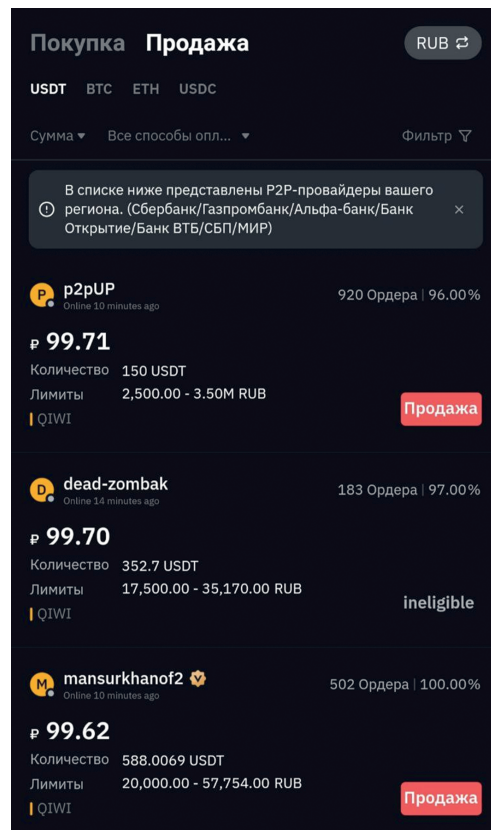 Покупка Продажа RUB
USDT BTC ETH USDC
Сумма Все способы опл... Фильтр
В списке ниже представлены P2P-провайдеры вашего
региона. (Сбербанк/Газпромбанк/Альфа-банк/Банк
Открытие/Банк ВТБ/СБП/МИР)
P p2pUP 920 Ордера | 96.00%
Online 10 minutes ago
₽ 99.71
Количество 150 USDT
Лимиты 2,500.00 - 3.50M RUB
Продажа
QIWI
D dead-zombak 183 Ордера | 97.00%
Online 14 minutes ago
₽ 99.70
Количество 352.7 USDT
Лимиты 17,500.00 - 35,170.00 RUB
ineligible
QIWI
M mansurkhanof2 502 Ордера | 100.00%
Online 10 minutes ago
₽ 99.62
Количество 588.0069 USDT
Лимиты 20,000.00 - 57,754.00 RUB
Продажа
QIWI